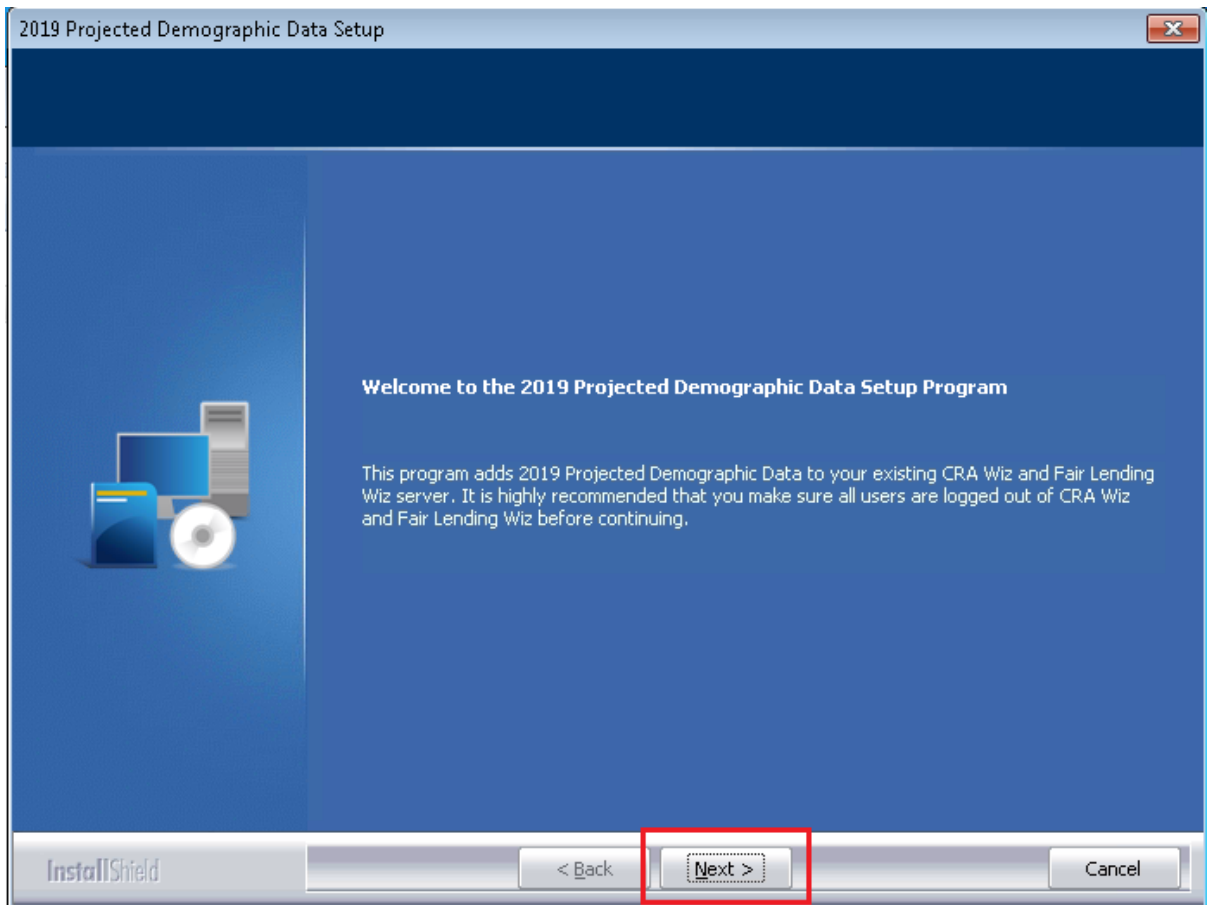 2019 Projected Demographic Data Setup
Welcome to the 2019 Projected Demographic Data Setup Program
This program adds 2019 Projected Demographic Data to your existing CRA Wiz and Fair Lending
Wiz server. It is highly recommended that you make sure all users are logged out of CRA Wiz
and Fair Lending Wiz before continuing.
InstallShield
< Back
Next >
Cancel